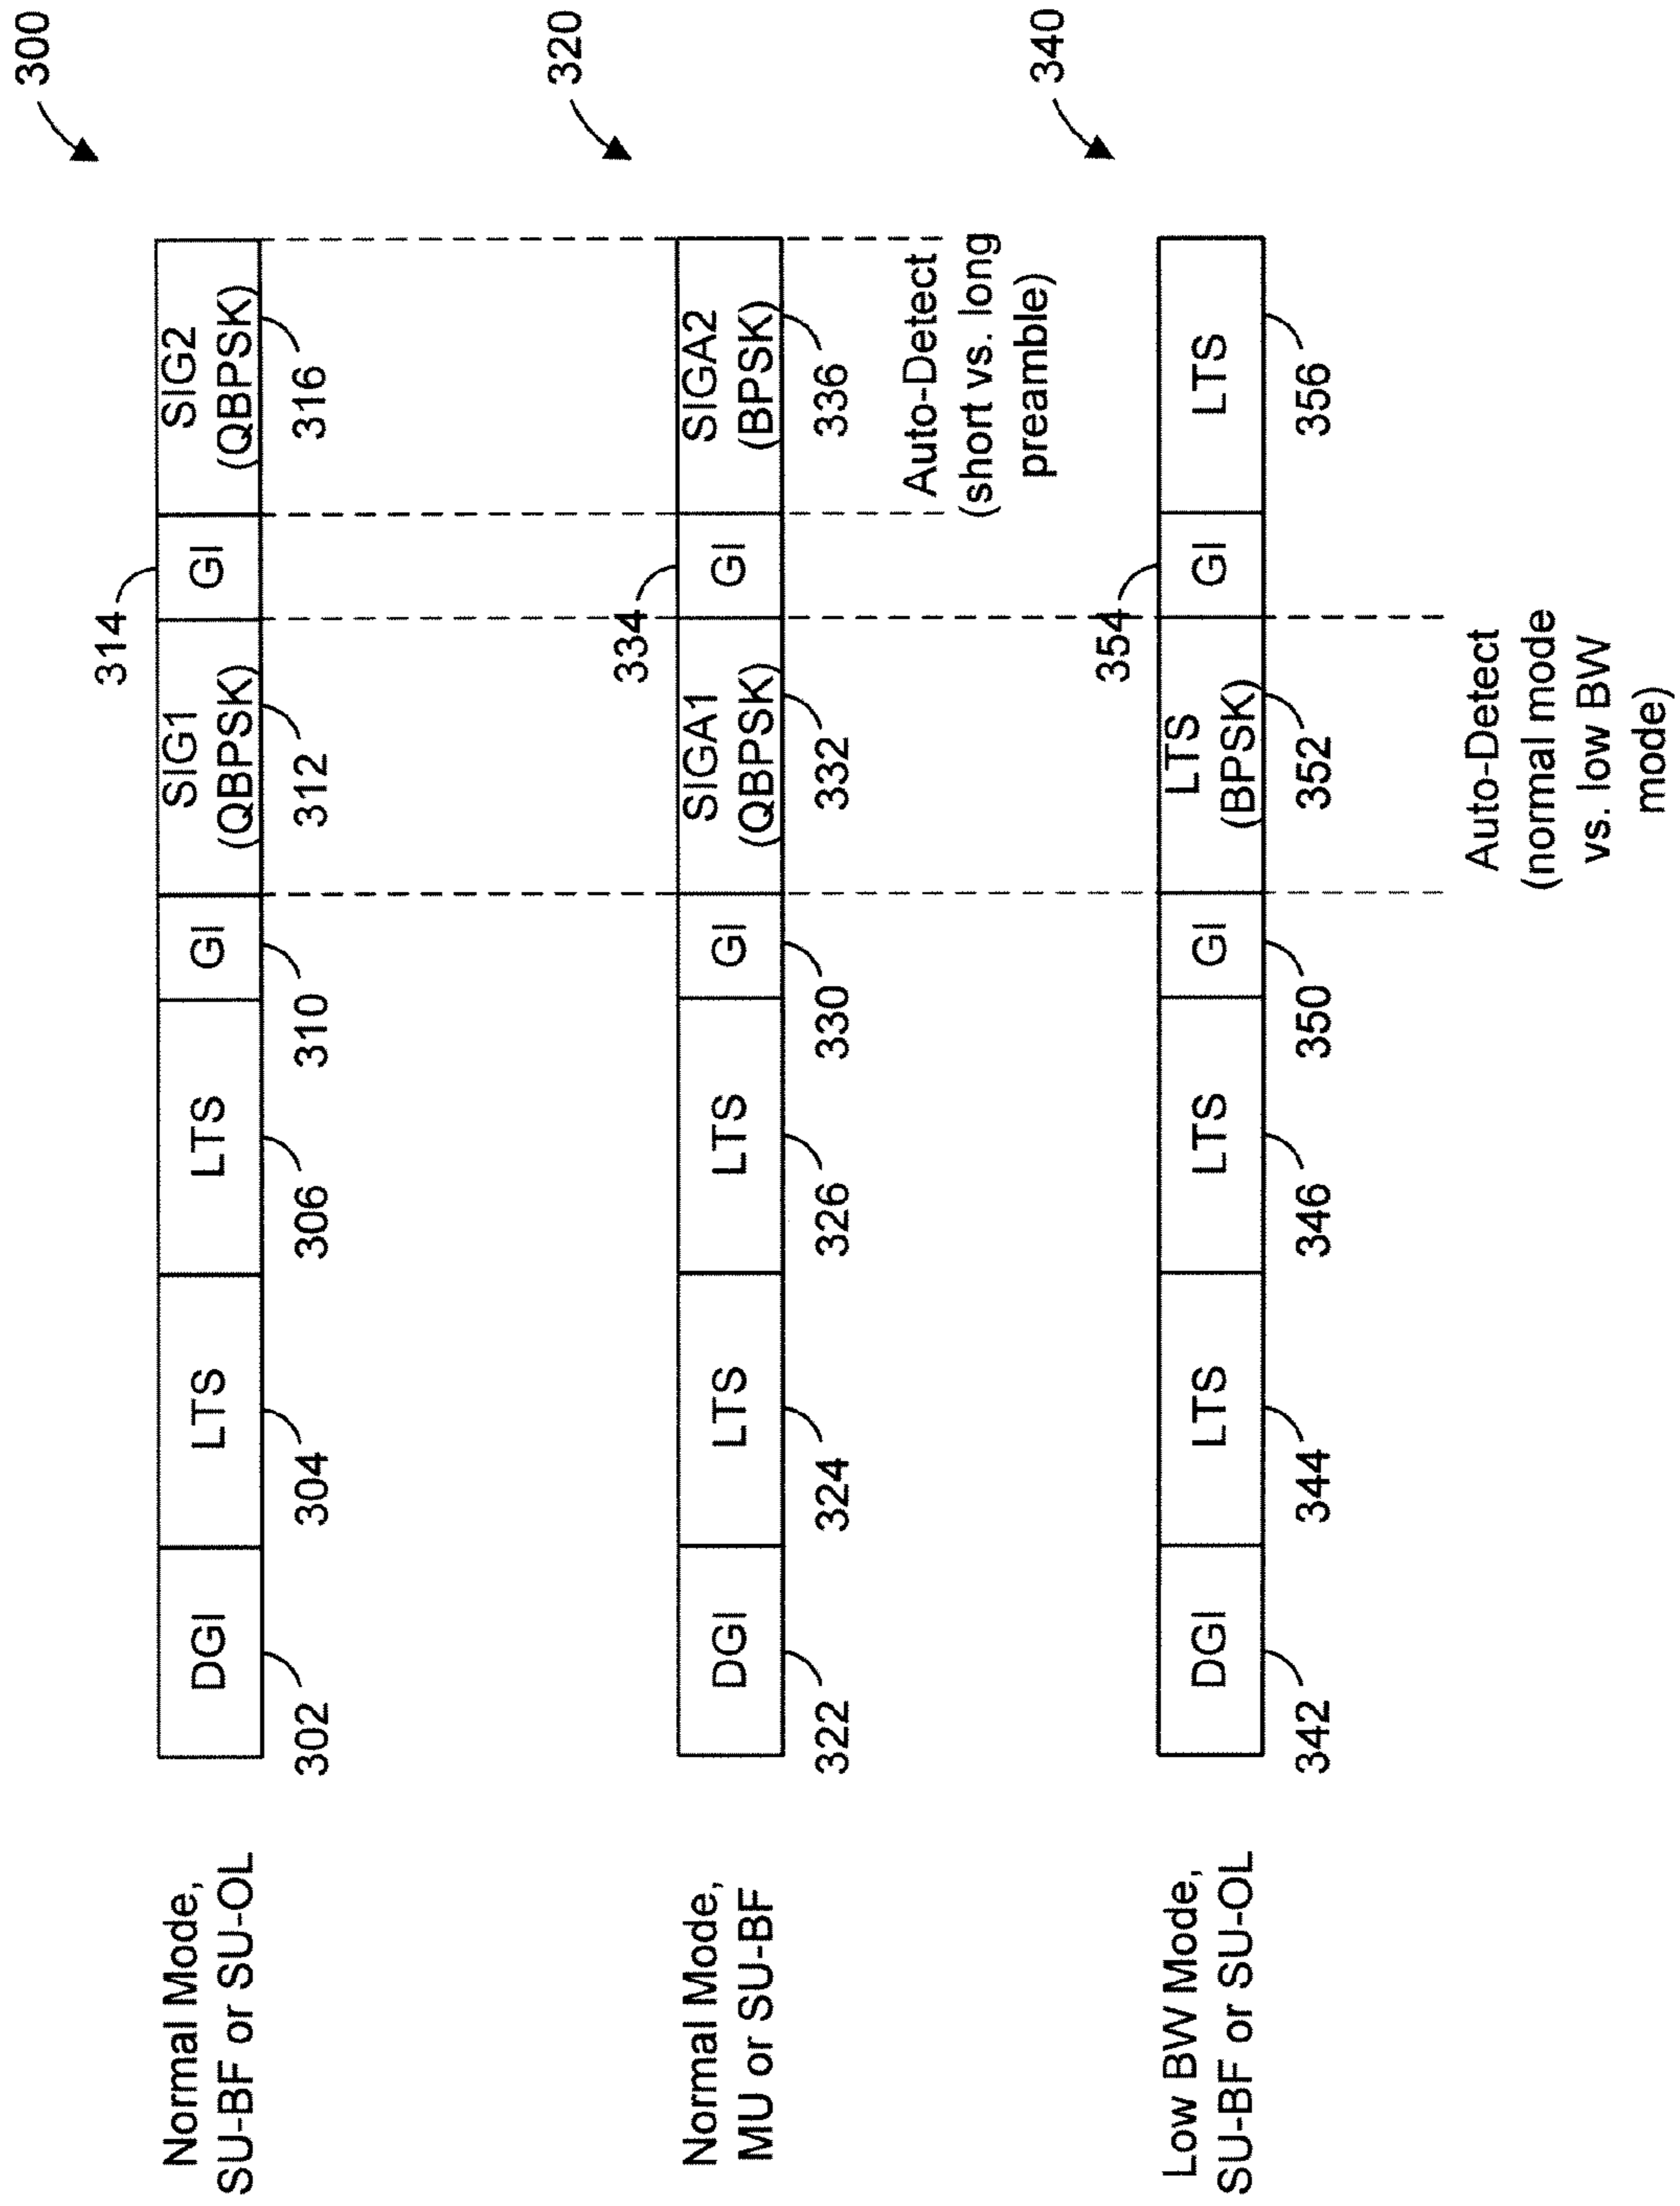 300
314
Normal Mode,
SU-BF or SU-OL
DGI
LTS
LTS
GI
SIG1
(QBPSK)
GI
SIG2
(QBPSK)
302
304
306
310
312
316
320
334
Normal Mode,
MU or SU-BF
DGI
LTS
LTS
GI
SIGA1
(QBPSK)
GI
SIGA2
(BPSK)
322
324
326
330
332
336
Auto-Detect
(short vs. long
preamble)
340
354
Low BW Mode,
SU-BF or SU-OL
DGI
LTS
LTS
GI
LTS
(BPSK)
GI
LTS
342
344
346
350
352
356
Auto-Detect
(normal mode
vs. low BW
mode)